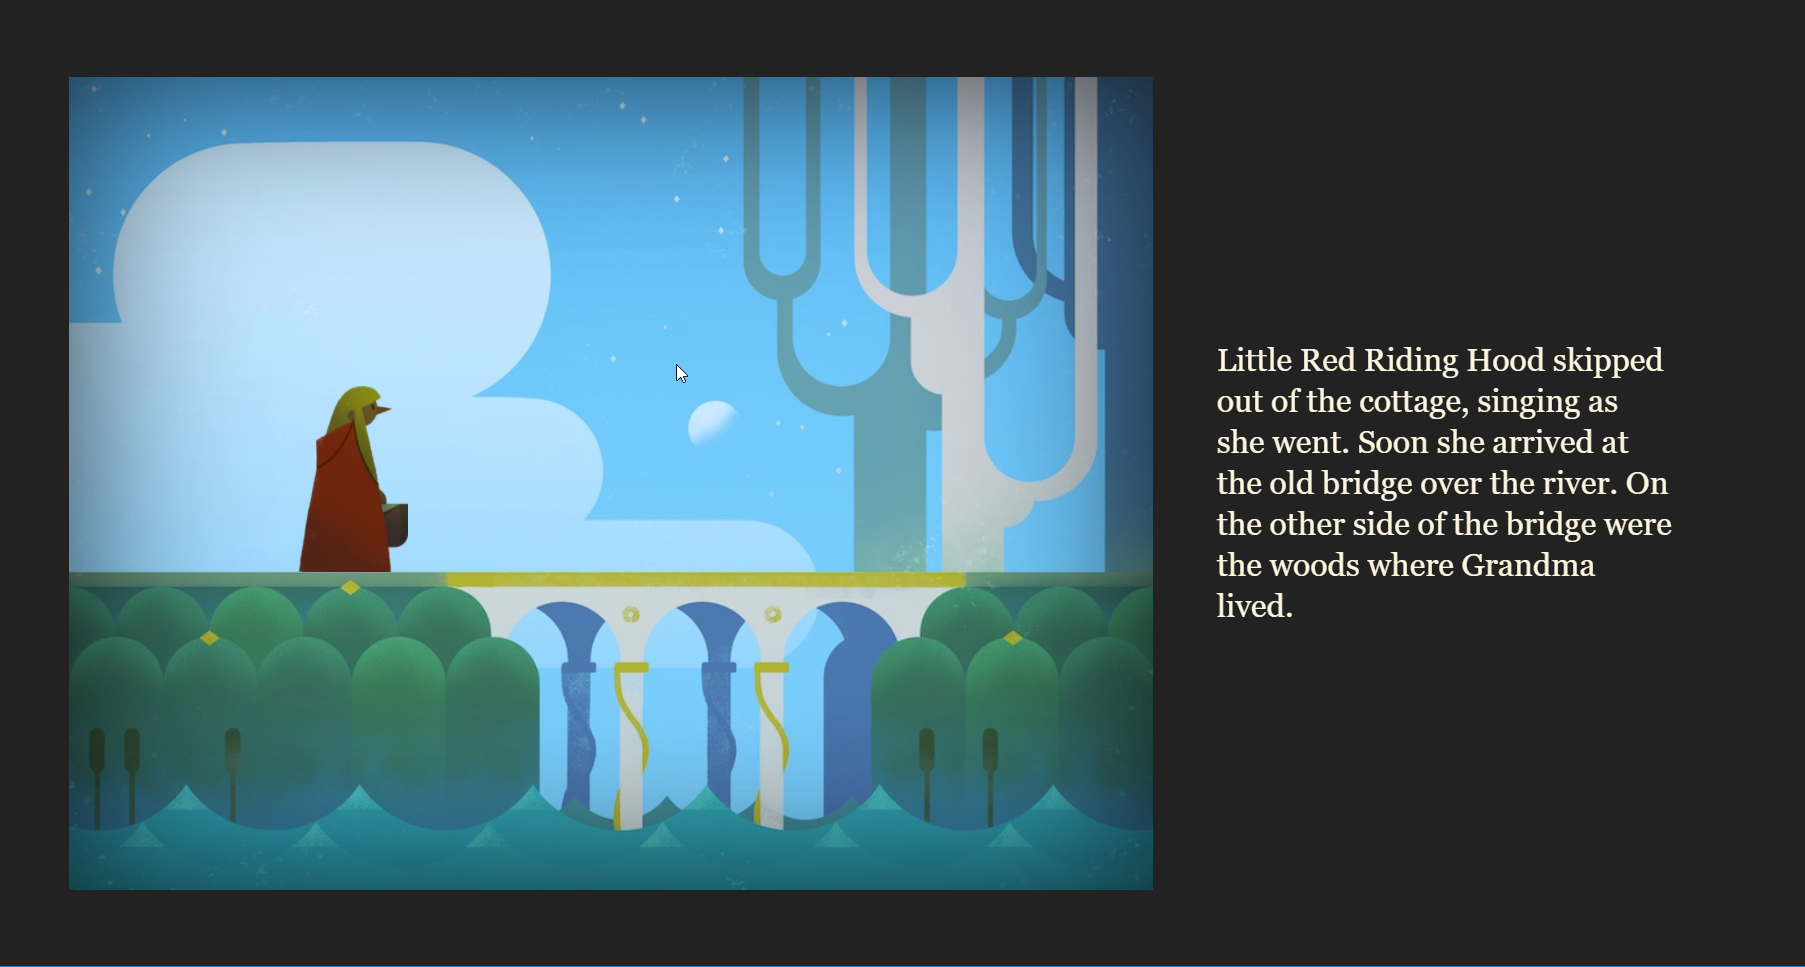 Little Red Riding Hood skipped
out of the cottage, singing as
she went. Soon she arrived at
the old bridge over the river. On
the other side of the bridge were
the woods where Grandma
lived.